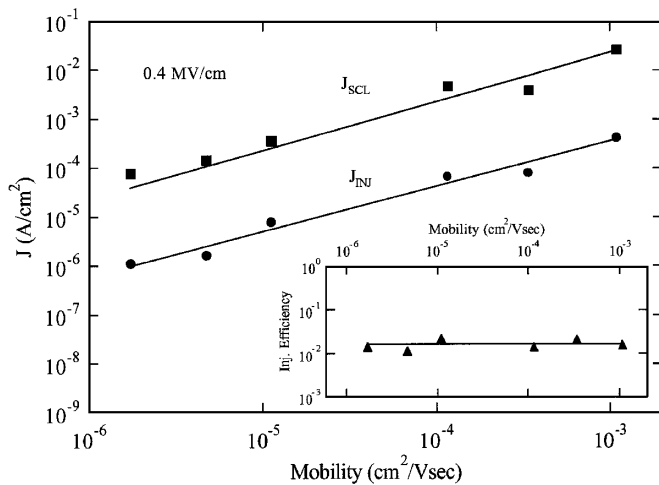 10^-1
10^-2
10^-3
10^-4
10^-5
10^-6
10^-7
10^-8
10^-9
J (A/cm^2)
0.4 MV/cm
J_SCL
J_INJ
Mobility (cm^2/Vsec)
10^-6 10^-5 10^-4 10^-3
10^0
10^-1
10^-2
10^-3
Inj. Efficiency
10^-6 10^-5 10^-4 10^-3
Mobility (cm^2/Vsec)